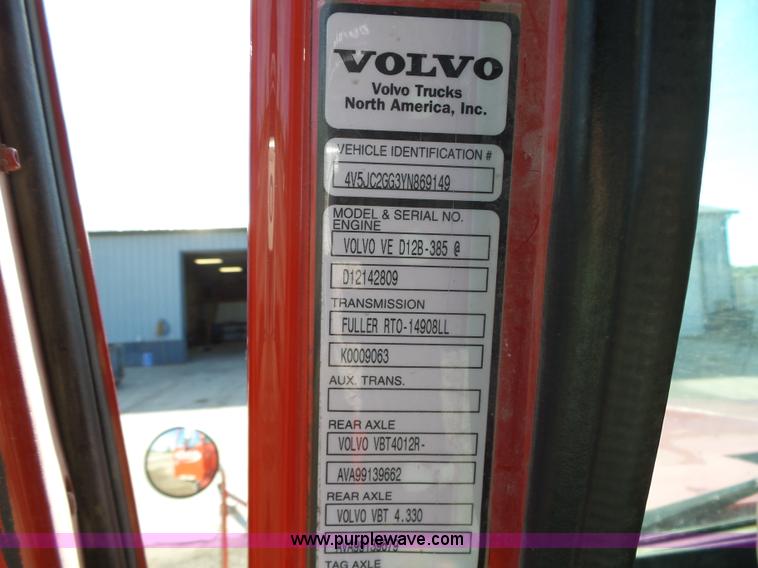 VOLVO
Volvo Trucks
North America, Inc.
VEHICLE IDENTIFICATION #
4V5JC2GG3YN869149
MODEL & SERIAL NO.
ENGINE
VOLVO VE D12B-385 @
D12142809
TRANSMISSION
FULLER RTO-14908LL
K0009063
AUX. TRANS.
REAR AXLE
VOLVO VBT4012R-
AVA99139662
REAR AXLE
VOLVO VBT 4.330
www.purplewave.com
TAG AXLE